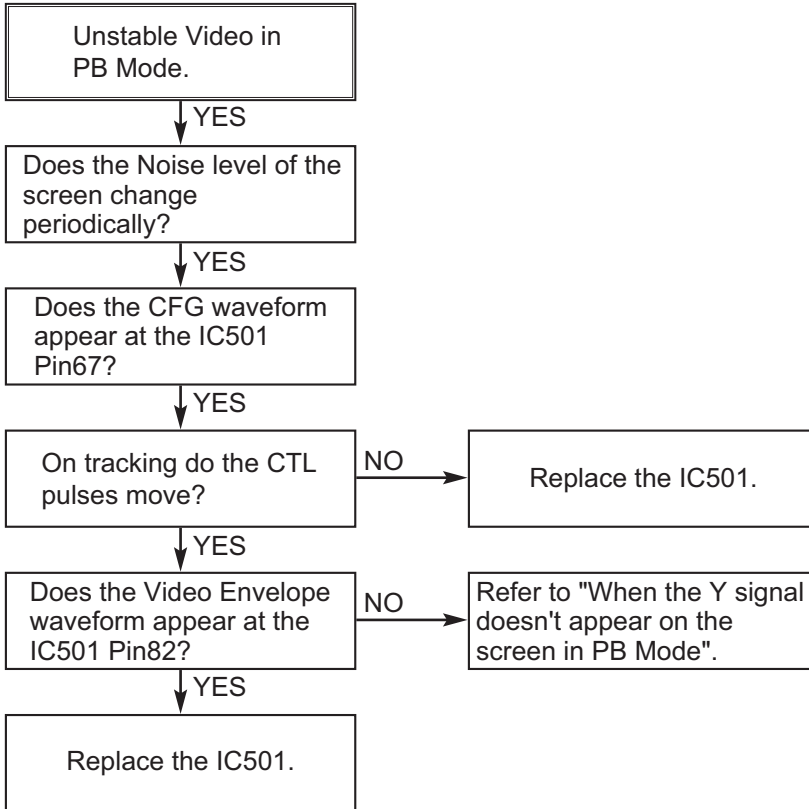 Unstable Video in
PB Mode.
YES
Does the Noise level of the
screen change
periodically?
YES
Does the CFG waveform
appear at the IC501
Pin67?
YES
On tracking do the CTL
pulses move?
NO
Replace the IC501.
YES
Does the Video Envelope
waveform appear at the
IC501 Pin82?
NO
Refer to "When the Y signal
doesn't appear on the
screen in PB Mode".
YES
Replace the IC501.